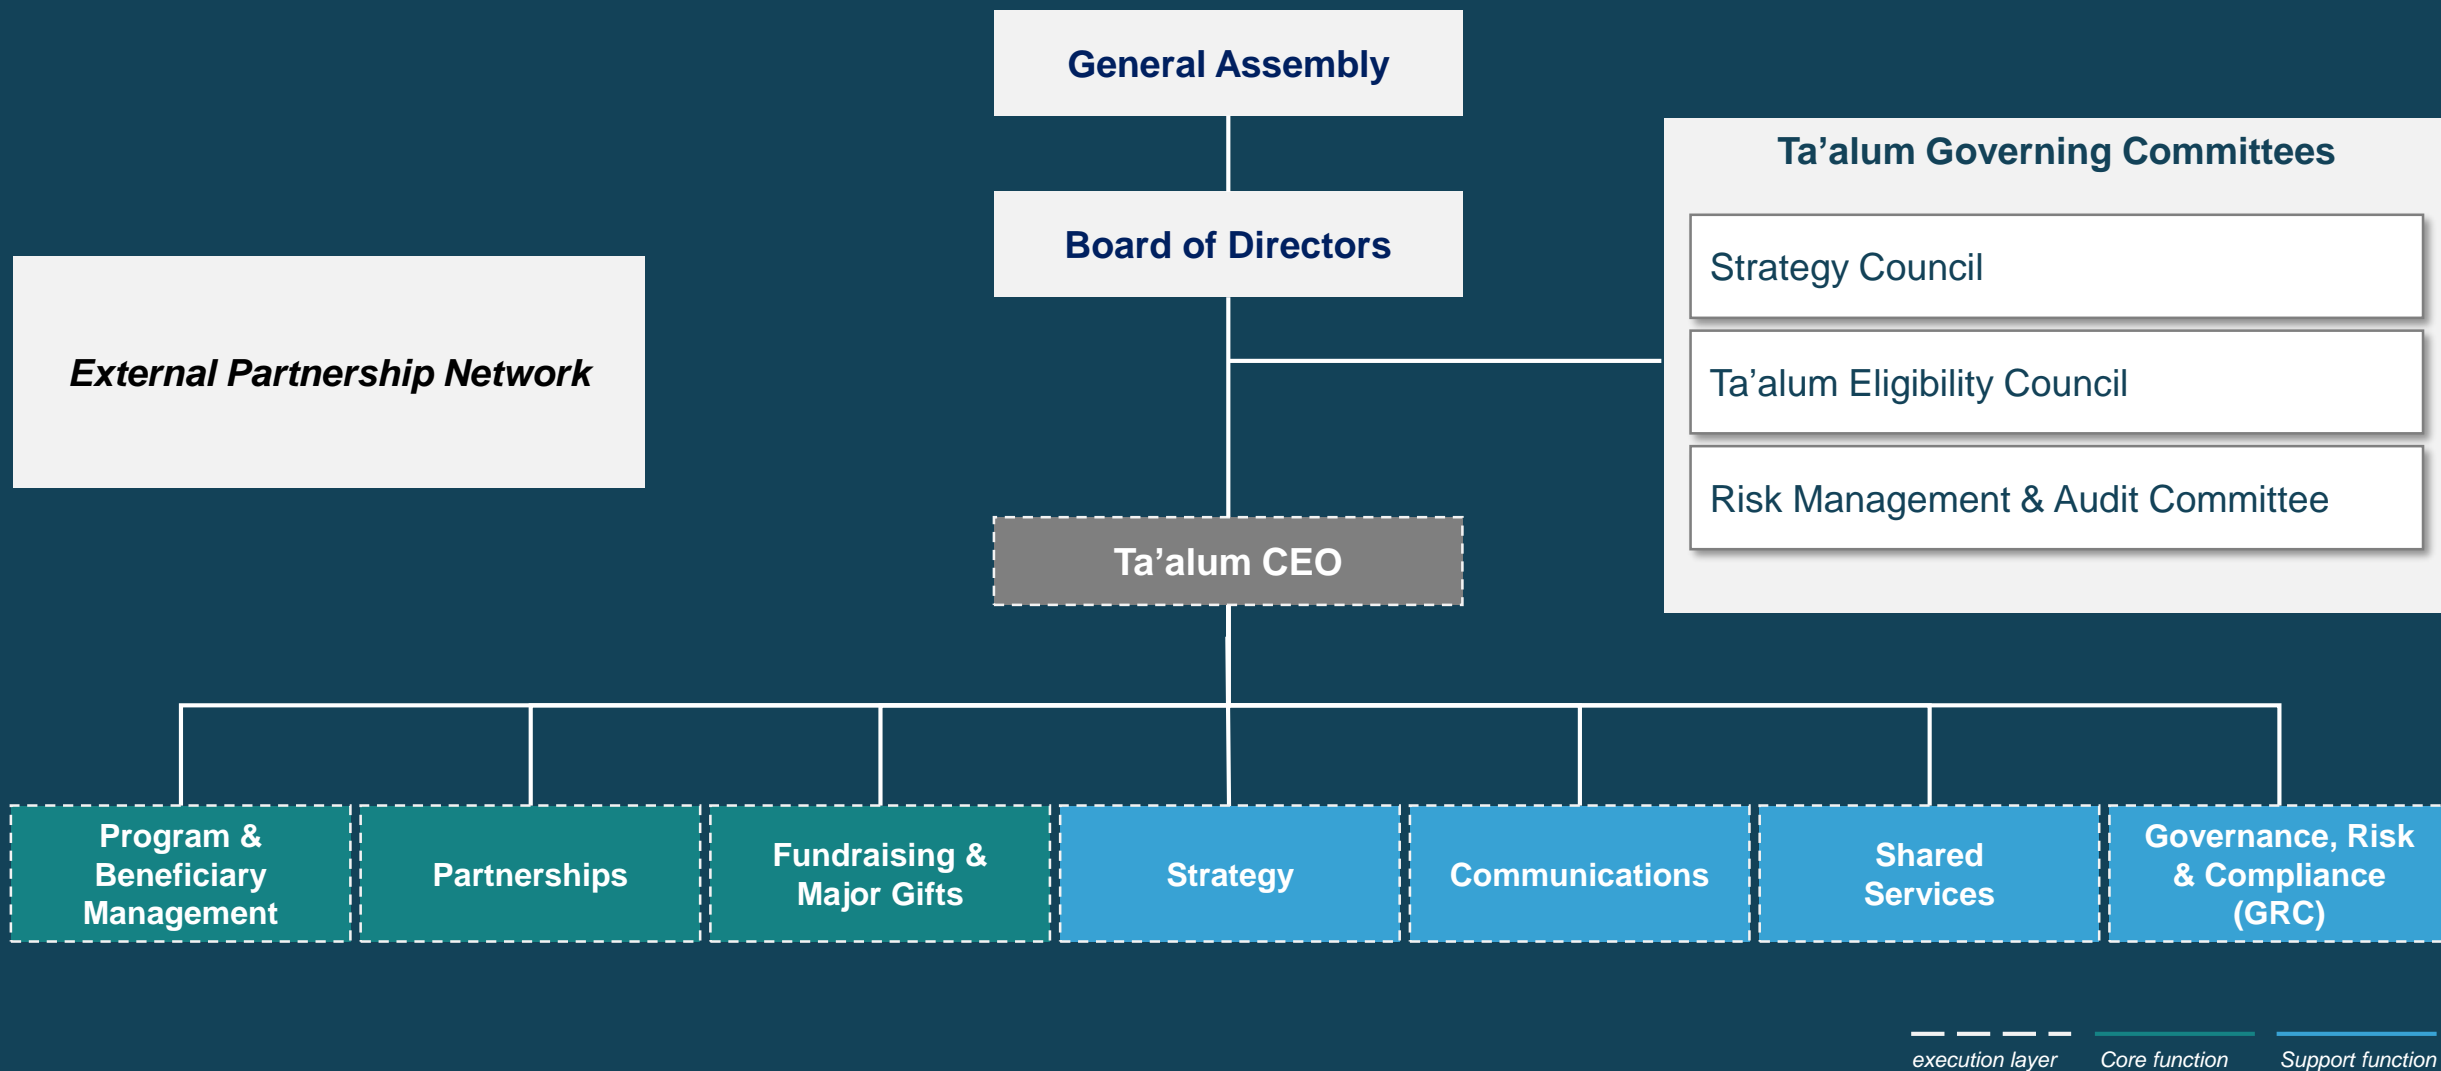 General Assembly
Board of Directors
Ta’alum Governing Committees
Strategy Council
Ta’alum Eligibility Council
Risk Management & Audit Committee
External Partnership Network
Ta’alum CEO
Program &
Beneficiary
Management
Partnerships
Fundraising &
Major Gifts
Strategy
Communications
Shared
Services
Governance, Risk
& Compliance
(GRC)
execution layer
Core function
Support function